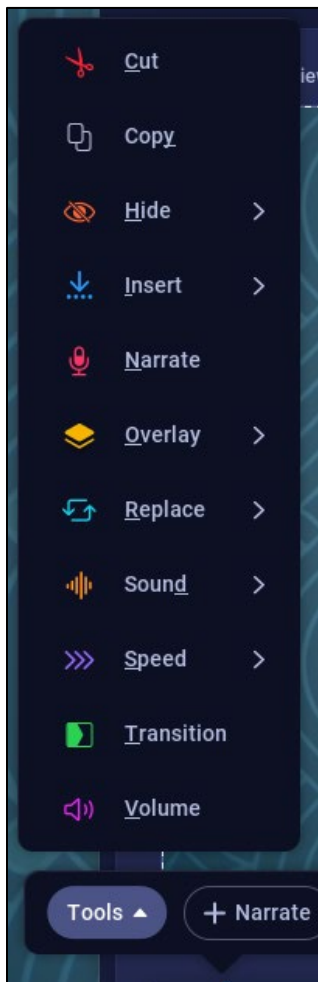 Cut
Copy
Hide
Insert
Narrate
Overlay
Replace
Sound
Speed
Transition
Volume
Tools
Narrate